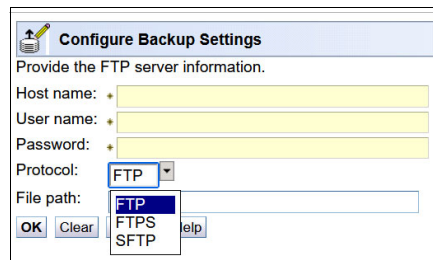 Configure Backup Settings
Provide the FTP server information.
Host name:
User name:
Password:
Protocol: FTP
File path:
FTP
FTPS
SFTP
OK Clear